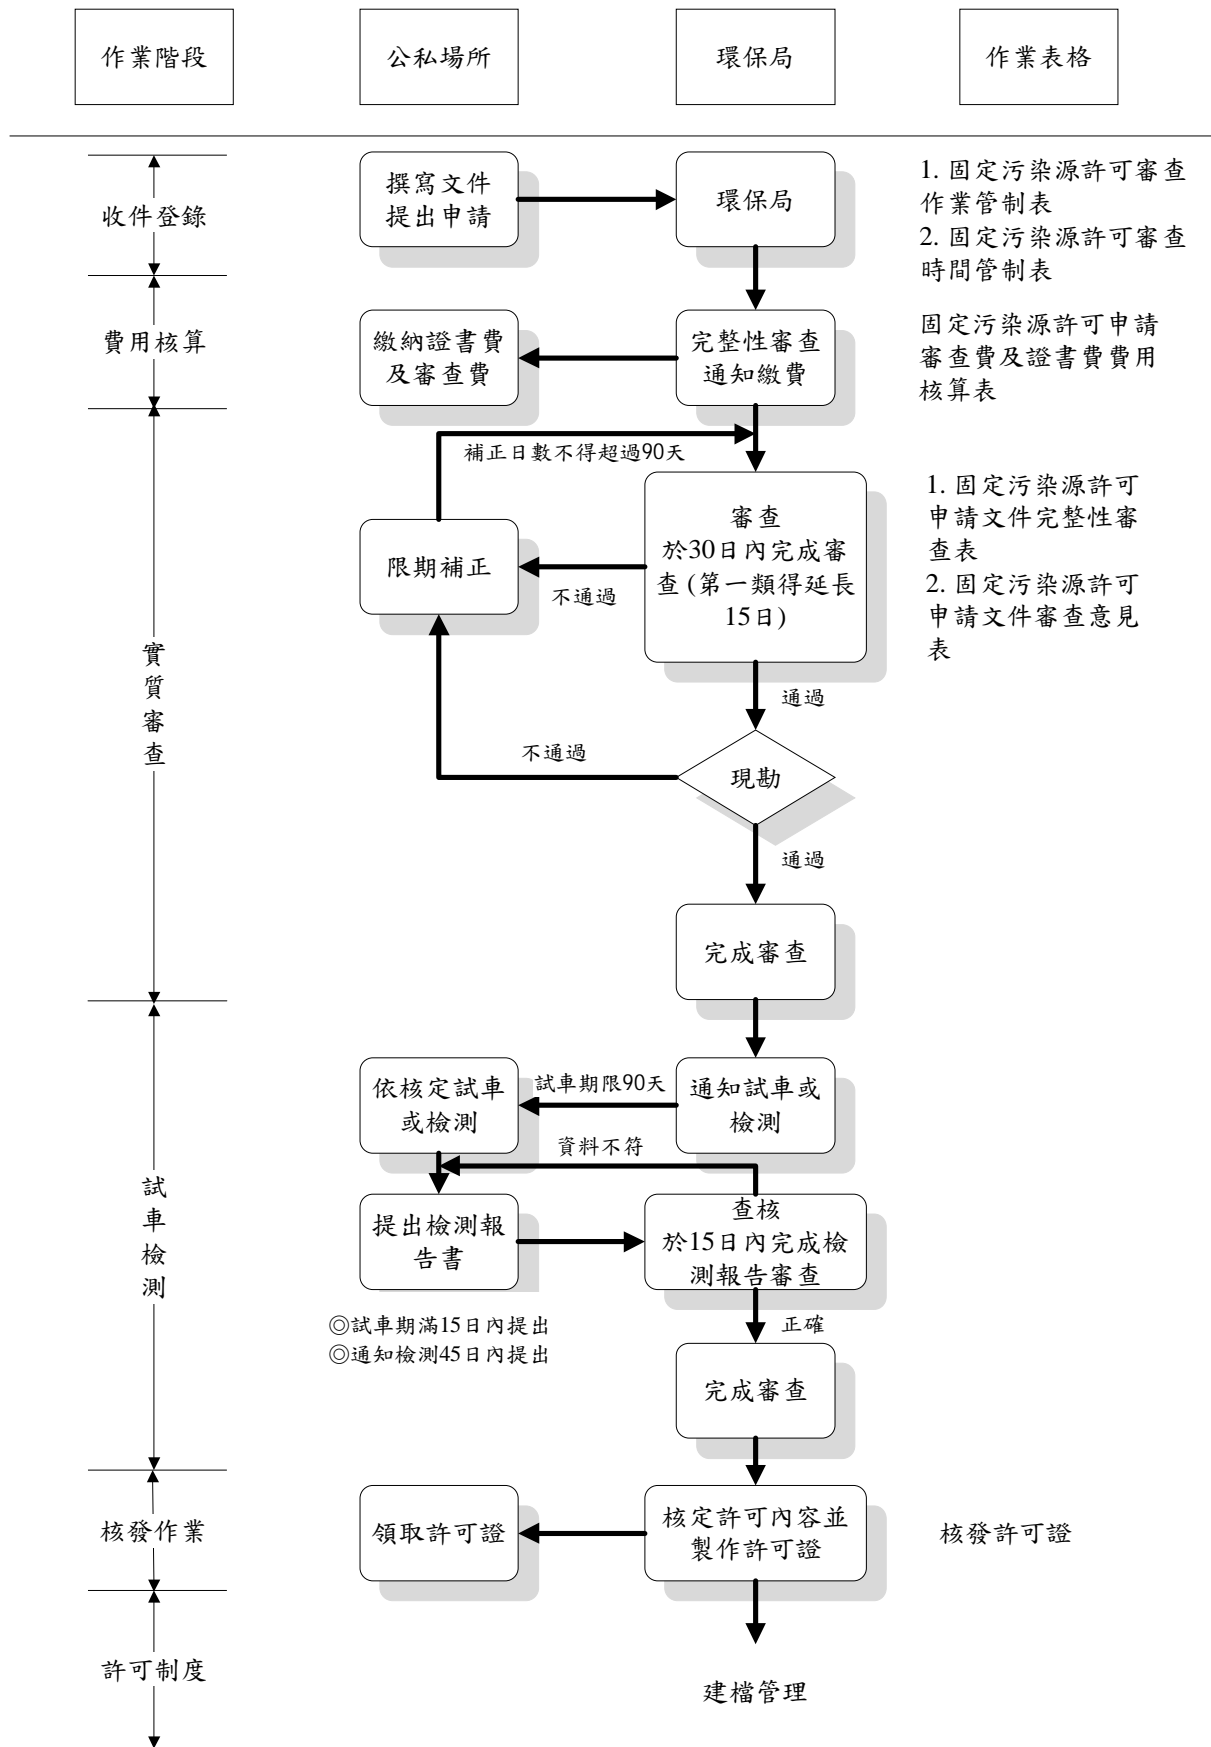 作業階段
公私場所
環保局
作業表格
收件登錄
撰寫文件
提出申請
環保局
1. 固定污染源許可審查
作業管制表
2. 固定污染源許可審查
時間管制表
費用核算
繳納證書費
及審查費
完整性審查
通知繳費
固定污染源許可申請
審查費及證書費費用
核算表
補正日數不得超過90天
實
質
審
查
限期補正
不通過
審查
於30日內完成審
查(第一類得延長
15日)
1. 固定污染源許可
申請文件完整性審
查表
2. 固定污染源許可
申請文件審查意見
表
通過
不通過
現勘
通過
完成審查
試
車
檢
測
依核定試車
或檢測
試車期限90天
通知試車或
檢測
資料不符
提出檢測報
告書
查核
於15日內完成檢
測報告審查
◎試車期滿15日內提出
◎通知檢測45日內提出
正確
完成審查
核發作業
領取許可證
核定許可內容並
製作許可證
核發許可證
許可制度
建檔管理